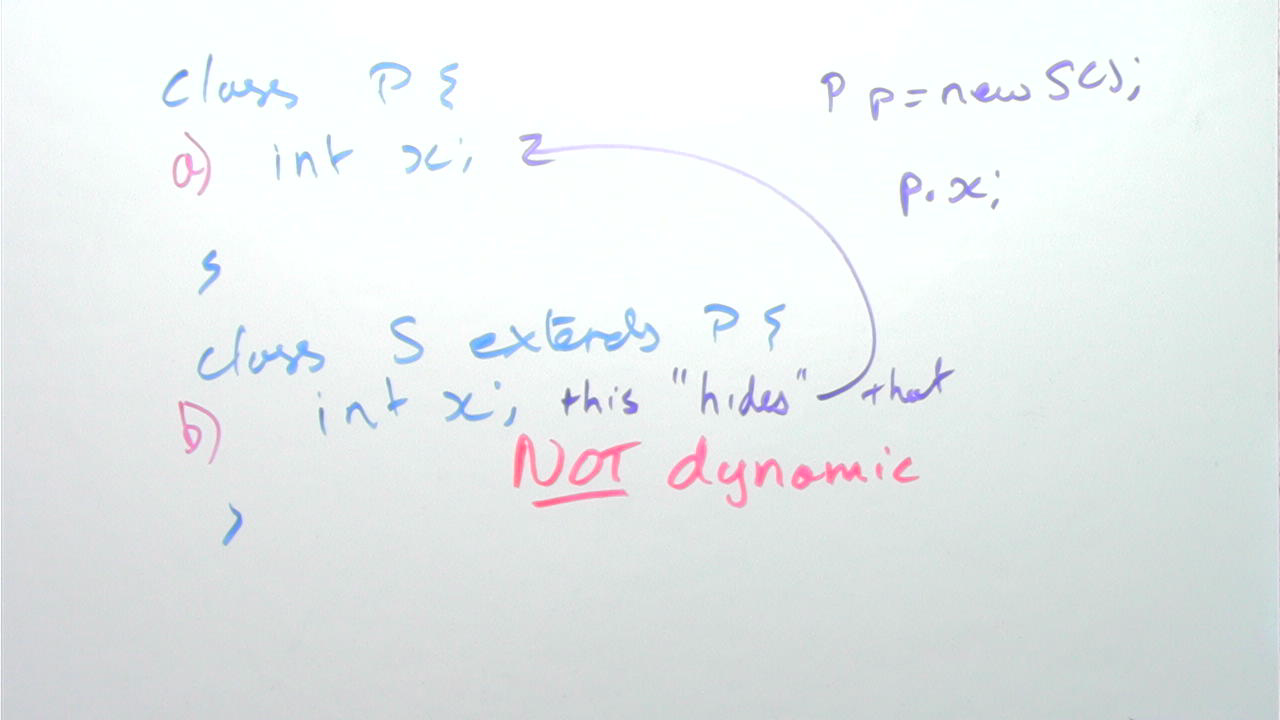 class P {
a) int x;
}
class S extends P {
b) int x; this "hides" that
NOT dynamic
}
P p = new S();
p.x;